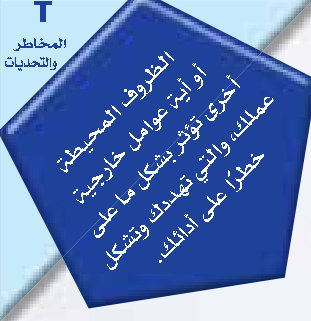 T
المخاطر
والتحديات
الظروف المحيطة
أو أية عوامل خارجية
أخرى تؤثر بشكل ما على
عملك، والتي تهددك وتشكل
خطرًا على أدائك.